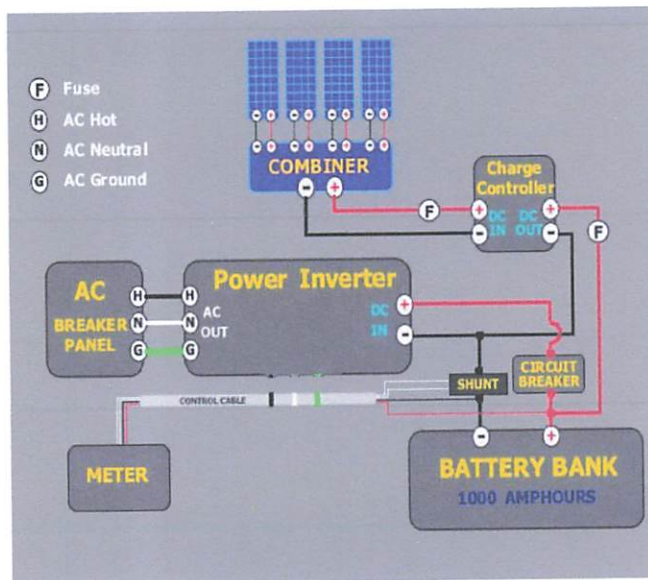 F Fuse
H AC Hot
N AC Neutral
G AC Ground
COMBINER
Charge
Controller
DC DC
IN OUT
F
F
AC
BREAKER
PANEL
H
N
G
H
N
G
Power Inverter
AC
OUT
DC
IN
SHUNT
CIRCUIT
BREAKER
CONTROL CABLE
METER
BATTERY BANK
1000 AMPHOURS